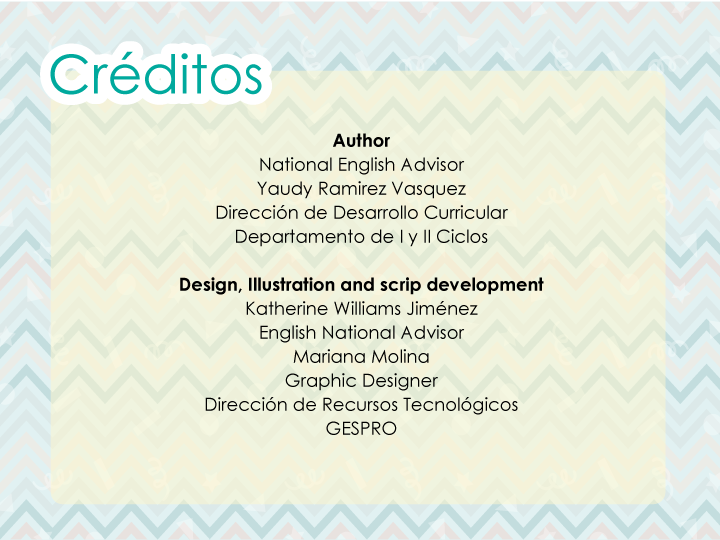 Créditos
Author
National English Advisor
Yaudy Ramirez Vasquez
Dirección de Desarrollo Curricular
Departamento de I y II Ciclos
Design, Illustration and scrip development
Katherine Williams Jiménez
English National Advisor
Mariana Molina
Graphic Designer
Dirección de Recursos Tecnológicos
GESPRO